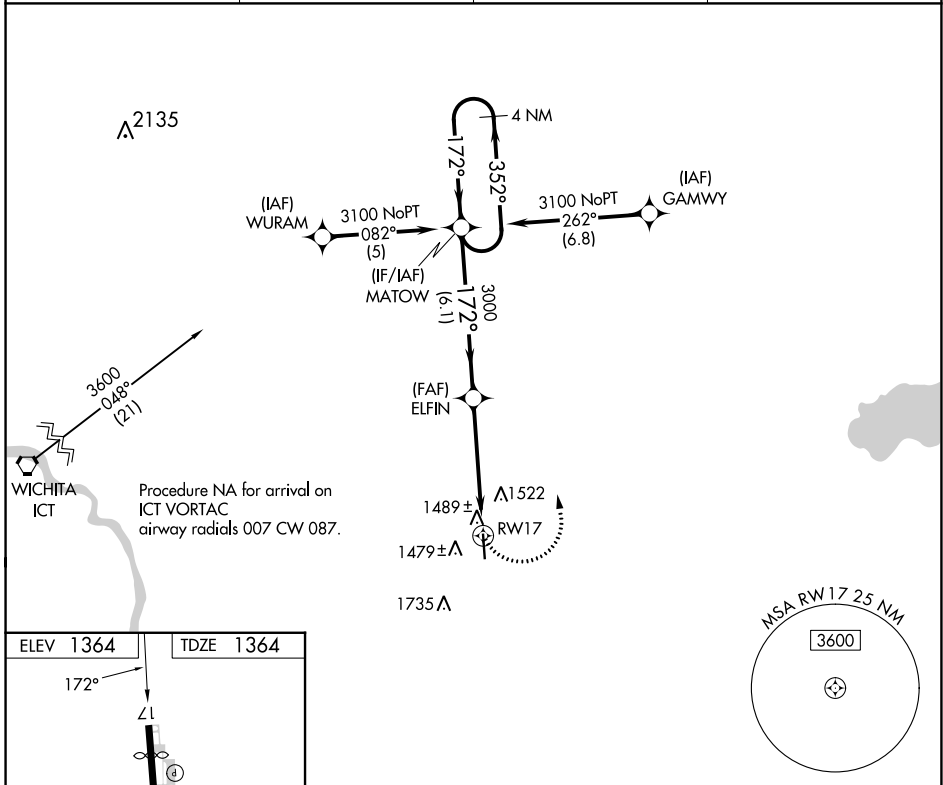 2135
4 NM
172°
352°
(IAF)
WURAM
3100 NoPT
082°
(5)
3100 NoPT
262°
(6.8)
(IAF)
GAMWY
(IF/IAF)
MATOW
3000
172°
(6.1)
3600
048°
(21)
(FAF)
ELFIN
WICHITA
ICT
Procedure NA for arrival on
ICT VORTAC
airway radials 007 CW 087.
1522
1489±
RW17
1479±
1735
MSA RW17 25 NM
3600
ELEV 1364
TDZE 1364
172°
17
P